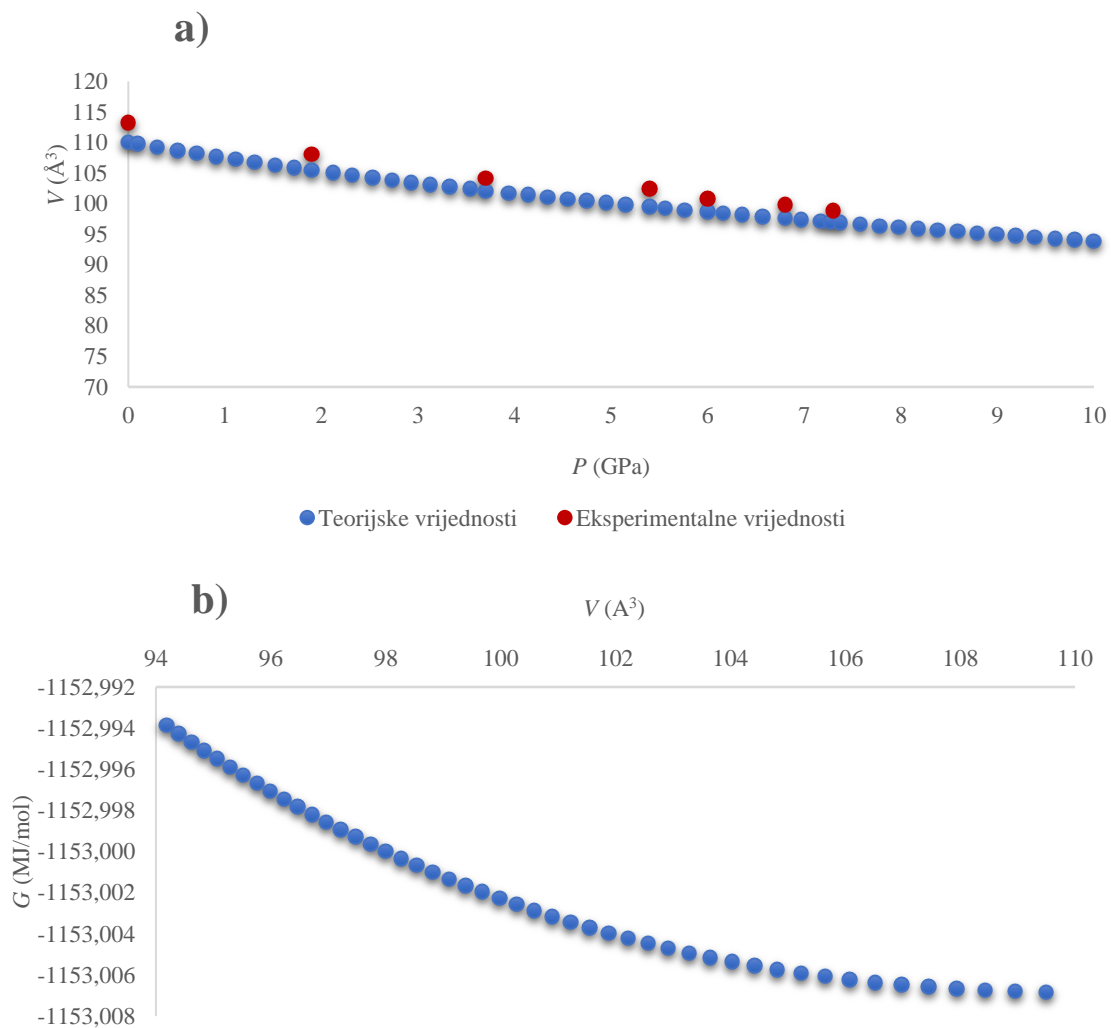 a)
120
115
110
105
100
95
90
85
80
75
70
V (Å³)
0 1 2 3 4 5 6 7 8 9 10
P (GPa)
Teorijske vrijednosti Eksperimentalne vrijednosti
b)
V (A³)
94 96 98 100 102 104 106 108 110
-1152,992
-1152,994
-1152,996
-1152,998
-1153,000
-1153,002
-1153,004
-1153,006
-1153,008
G (MJ/mol)